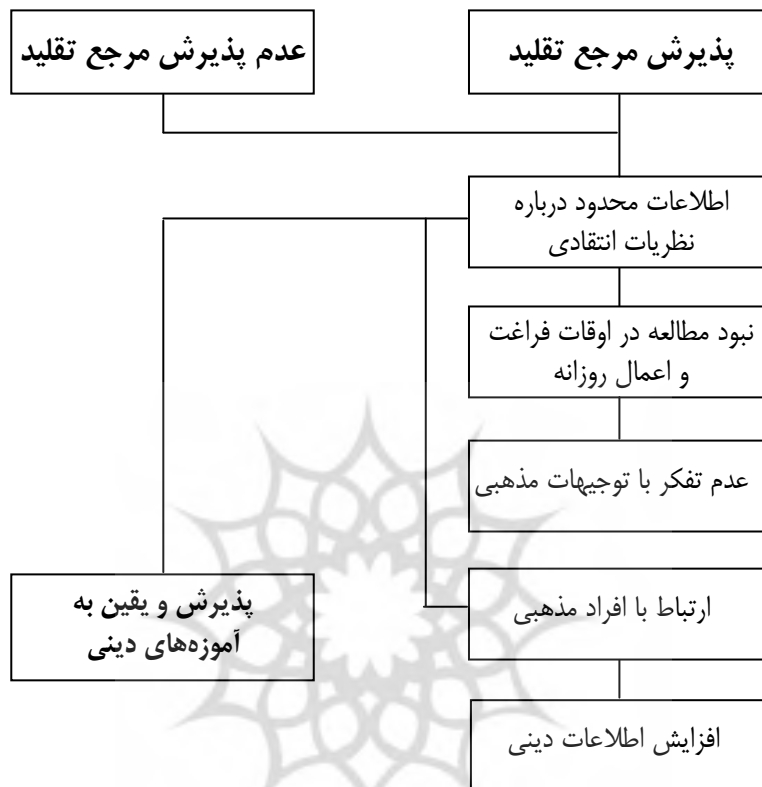 پذیرش مرجع تقلید
عدم پذیرش مرجع تقلید
اطلاعات محدود درباره
نظریات انتقادی
نبود مطالعه در اوقات فراغت
و اعمال روزانه
عدم تفکر با توجیهات مذهبی
ارتباط با افراد مذهبی
پذیرش و یقین به
آموزه‌های دینی
افزایش اطلاعات دینی